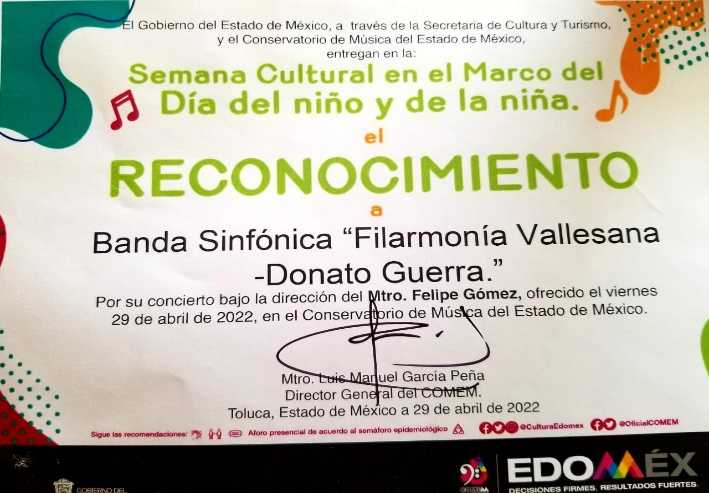 El Gobierno del Estado de México, a través de la Secretaria de Cultura y Turismo,
y el Conservatorio de Música del Estado de México,
entregan en la:
Semana Cultural en el Marco del
Día del niño y de la niña.
el
RECONOCIMIENTO
a
Banda Sinfónica “Filarmonía Vallesana
-Donato Guerra.”
Por su concierto bajo la dirección del Mtro. Felipe Gómez, ofrecido el viernes
29 de abril de 2022, en el Conservatorio de Música del Estado de México.
Mtro. Luis Manuel García Peña
Director General del COMEM.
Toluca, Estado de México a 29 de abril de 2022
Sigue las recomendaciones: Aforo presencial de acuerdo al semáforo epidemiológico @CulturaEdomex @OficialCOMEM
GOBIERNO DEL
EDOMÉX
DECISIONES FIRMES. RESULTADOS FUERTES.